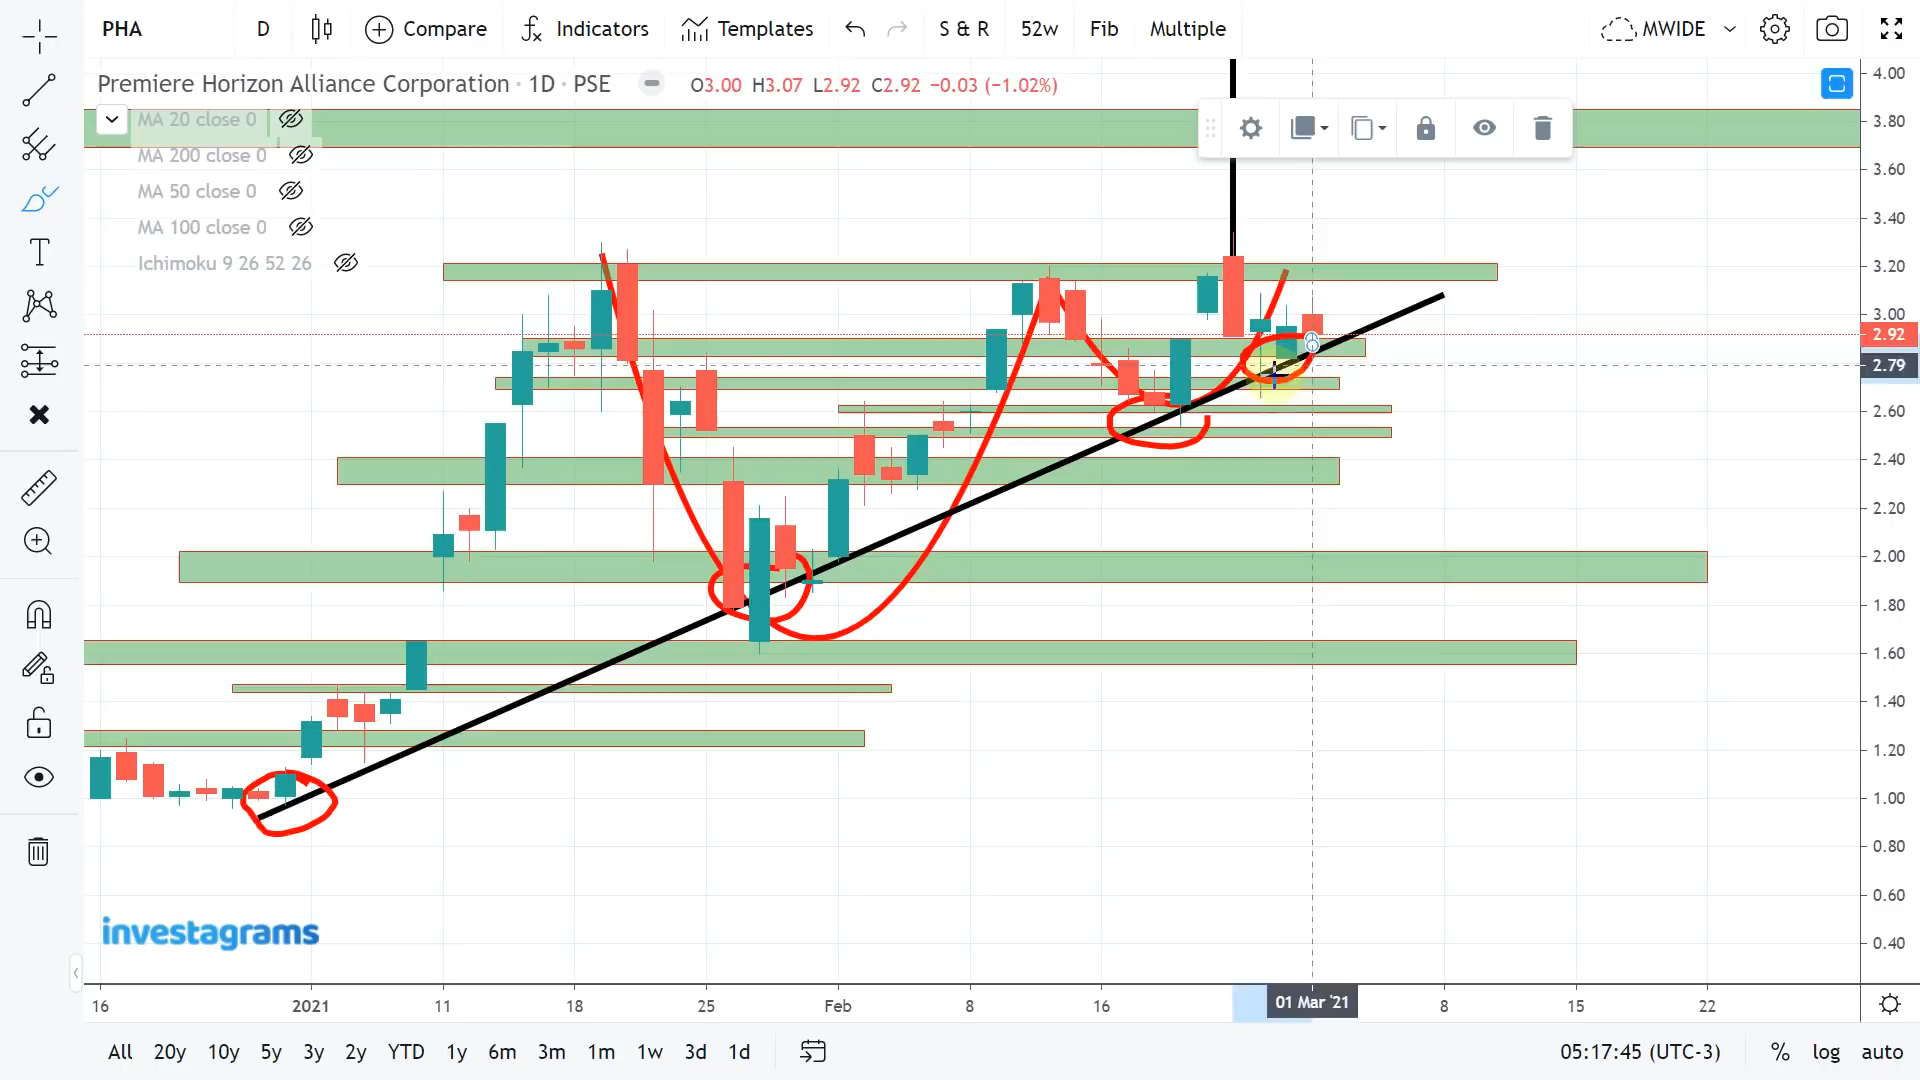 PHA D Compare Indicators Templates S & R 52w Fib Multiple MWIDE
Premiere Horizon Alliance Corporation · 1D · PSE O3.00 H3.07 L2.92 C2.92 −0.03 (−1.02%)
MA 20 close 0
MA 200 close 0
MA 50 close 0
MA 100 close 0
Ichimoku 9 26 52 26
4.00
3.80
3.60
3.40
3.20
3.00
2.92
2.79
2.60
2.40
2.20
2.00
1.80
1.60
1.40
1.20
1.00
0.80
0.60
0.40
investagrams
16 2021 11 18 25 Feb 8 16 01 Mar '21 8 15 22
All 20y 10y 5y 3y 2y YTD 1y 6m 3m 1m 1w 3d 1d 05:17:45 (UTC-3) % log auto